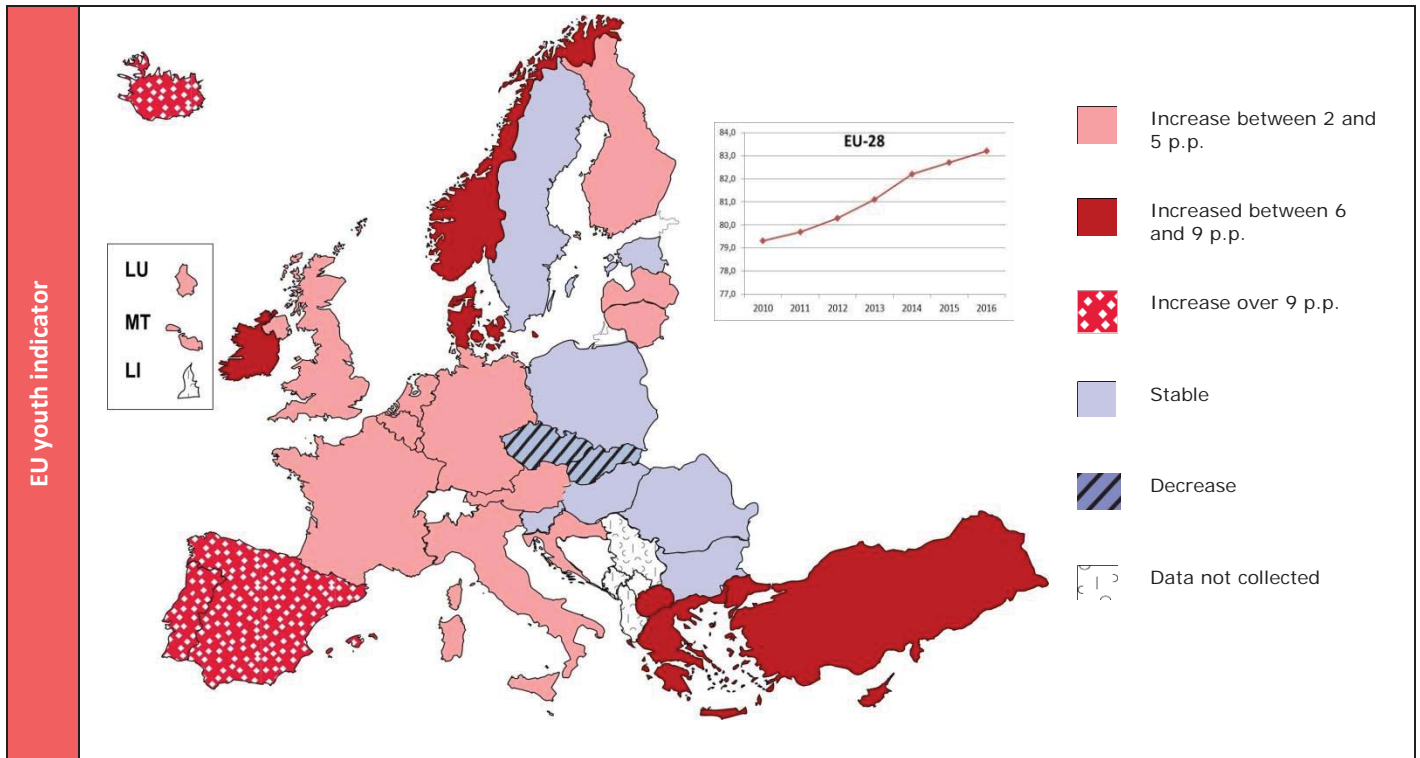 EU youth indicator
LU
MT
LI
EU-28
84,0
83,0
82,0
81,0
80,0
79,0
78,0
77,0
2010 2011 2012 2013 2014 2015 2016
Increase between 2 and
5 p.p.
Increased between 6
and 9 p.p.
Increase over 9 p.p.
Stable
Decrease
Data not collected